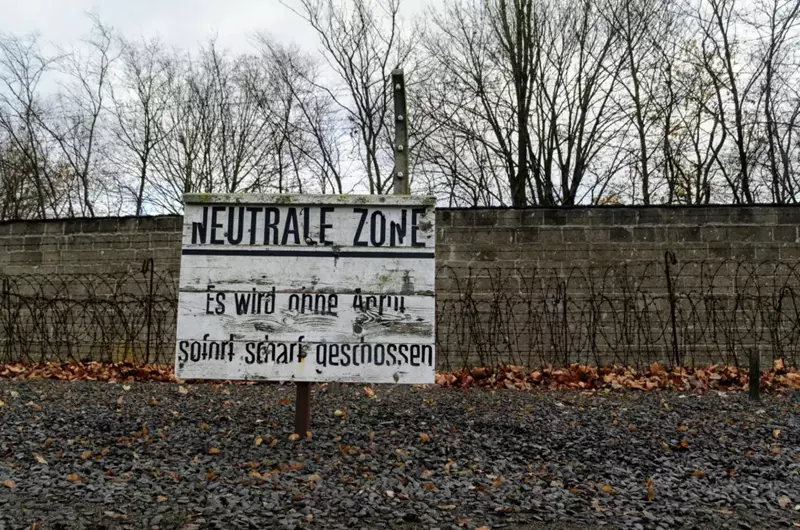 NEUTRALE ZONE
Es wird ohne Anruf
sofort scharf geschossen